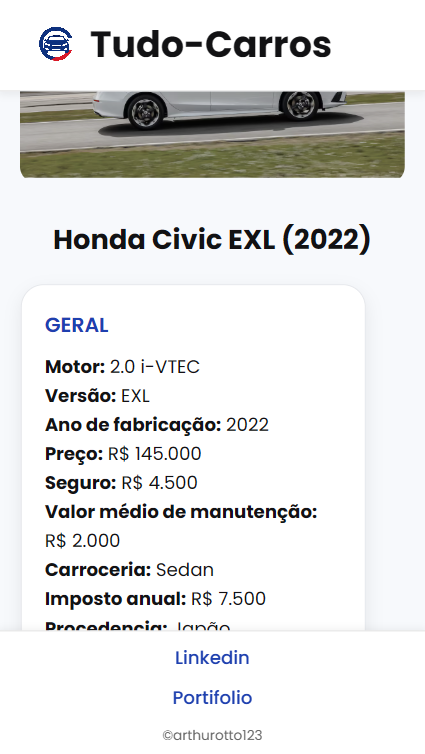 Tudo-Carros
Honda Civic EXL (2022)
GERAL
Motor: 2.0 i-VTEC
Versão: EXL
Ano de fabricação: 2022
Preço: R$ 145.000
Seguro: R$ 4.500
Valor médio de manutenção:
R$ 2.000
Carroceria: Sedan
Imposto anual: R$ 7.500
Procedencia: Japão
Linkedin
Portifolio
©arthurotto123